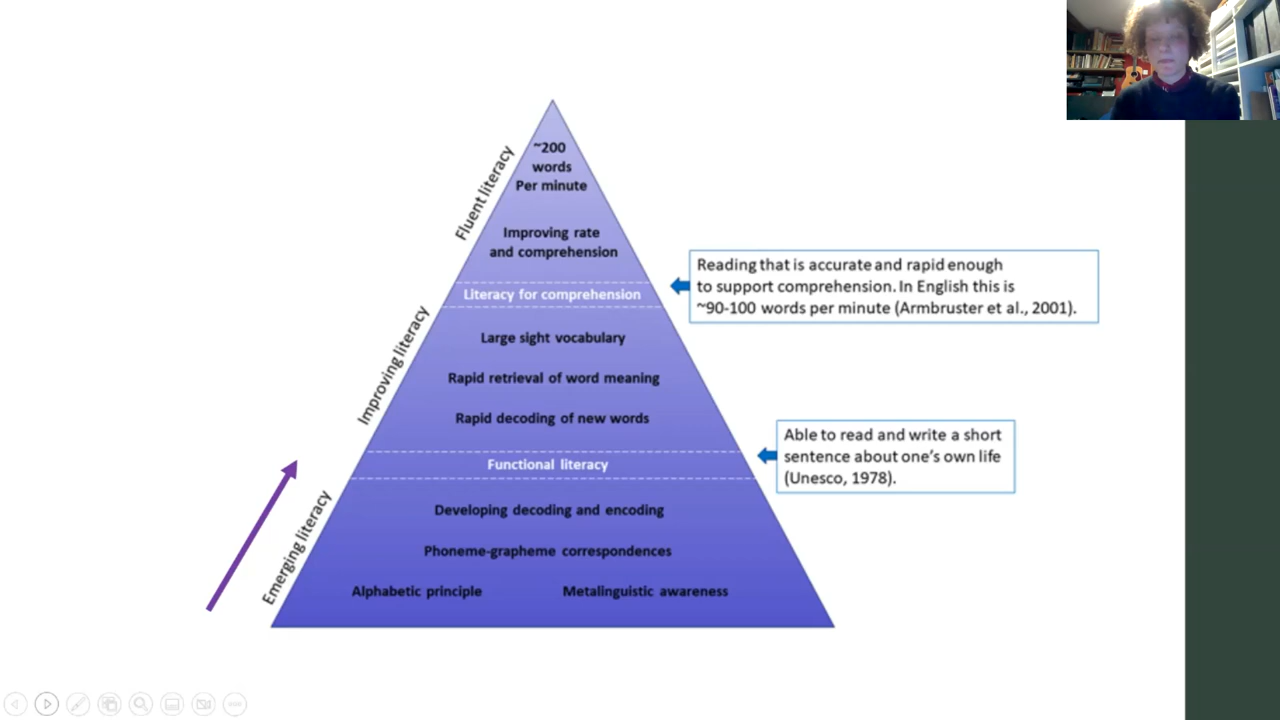 ~200
words
Per minute
Fluent literacy
Improving rate
and comprehension
Literacy for comprehension
Reading that is accurate and rapid enough
to support comprehension. In English this is
~90-100 words per minute (Armbruster et al., 2001).
Improving literacy
Large sight vocabulary
Rapid retrieval of word meaning
Rapid decoding of new words
Functional literacy
Able to read and write a short
sentence about one's own life
(Unesco, 1978).
Emerging literacy
Developing decoding and encoding
Phoneme-grapheme correspondences
Alphabetic principle
Metalinguistic awareness